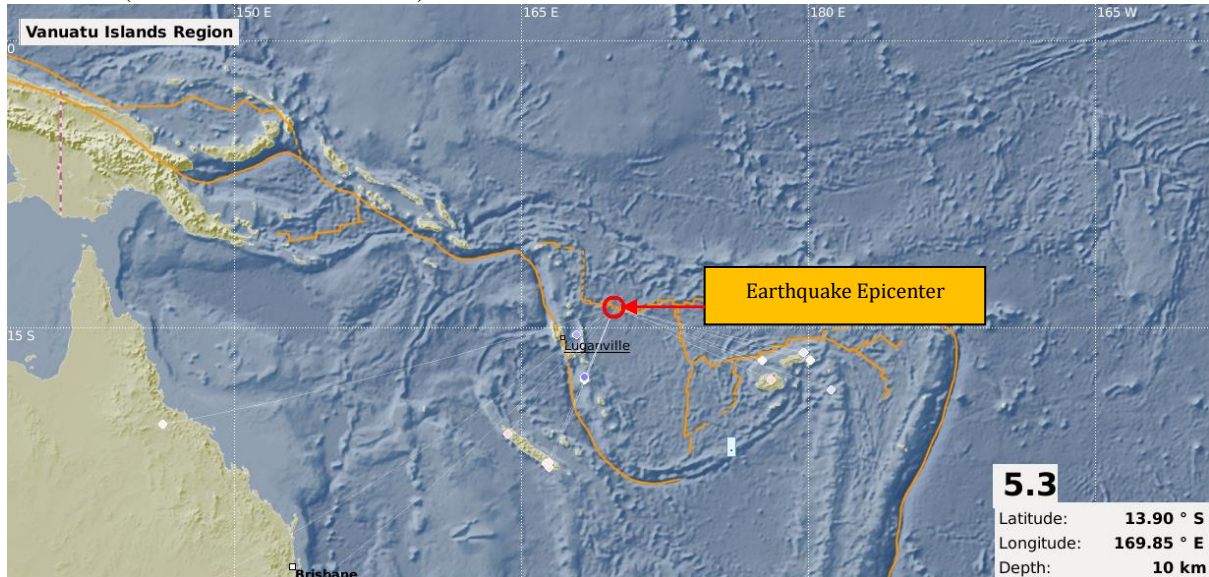 150 E
165 E
180 E
165 W
Vanuatu Islands Region
0
Earthquake Epicenter
15 S
Luganville
5.3
Latitude: 13.90 ° S
Longitude: 169.85 ° E
Depth: 10 km
Brisbane